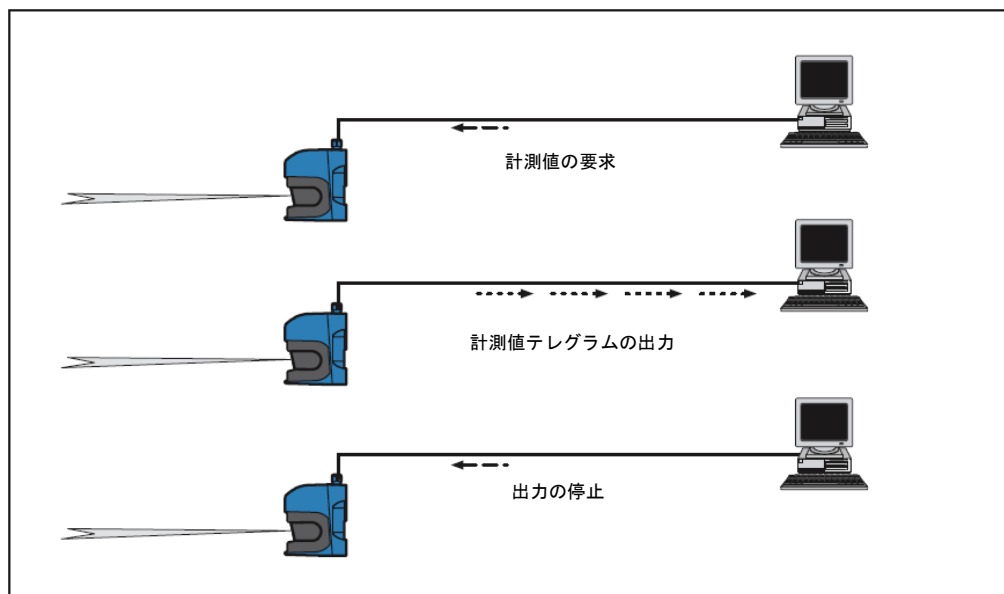 計測値の要求
計測値テレグラムの出力
出力の停止